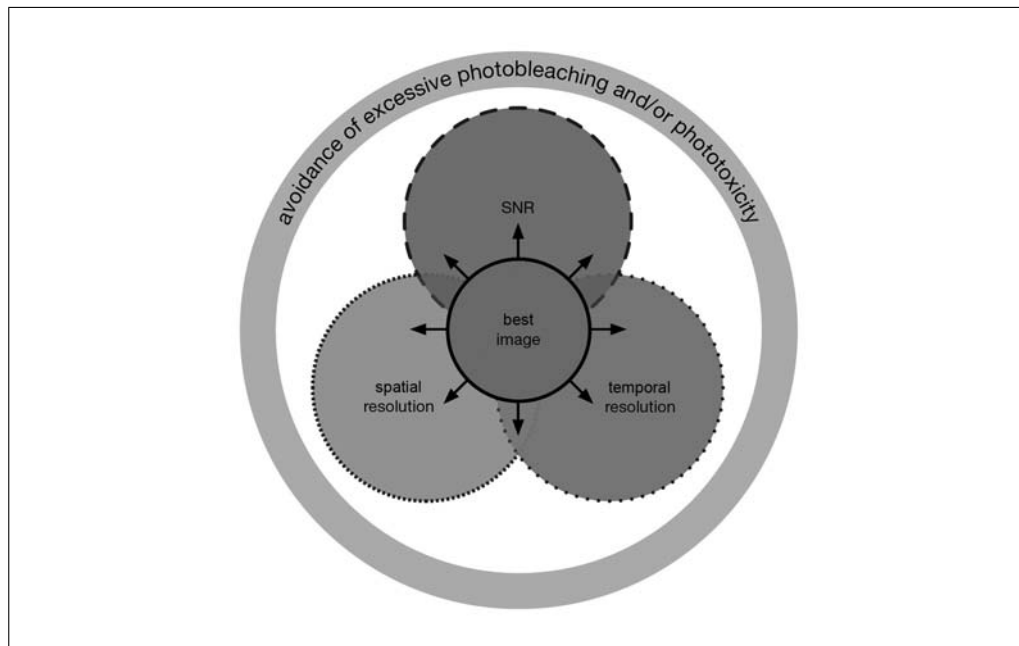 avoidance of excessive photobleaching and/or phototoxicity
SNR
best
image
spatial
resolution
temporal
resolution